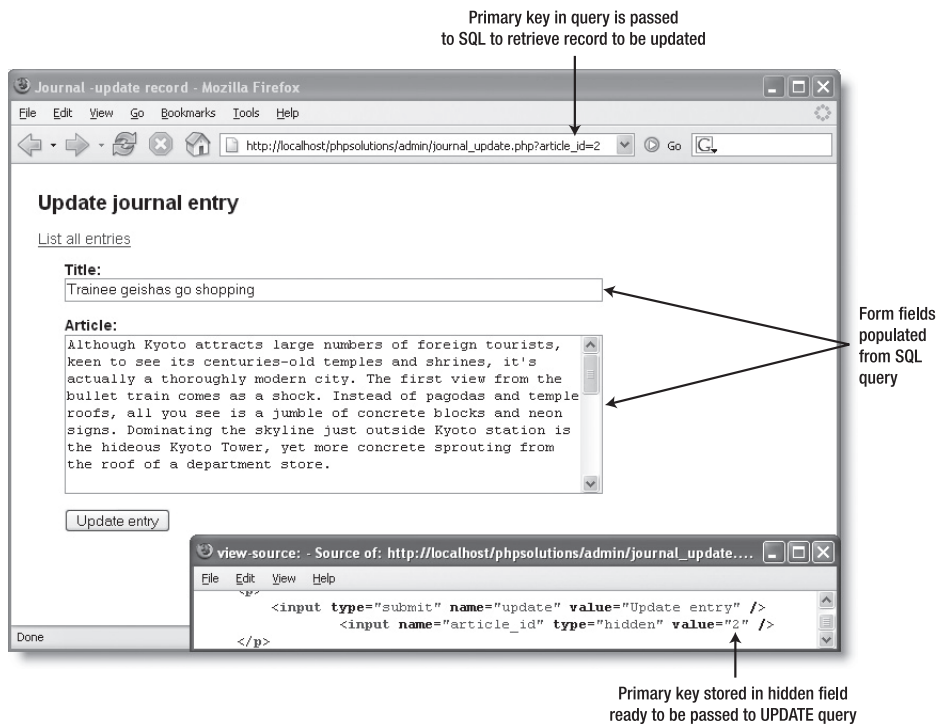 Primary key in query is passed
to SQL to retrieve record to be updated
Journal -update record - Mozilla Firefox
File Edit View Go Bookmarks Tools Help
http://localhost/phpsolutions/admin/journal_update.php?article_id=2 Go G
Update journal entry
List all entries
Title:
Trainee geishas go shopping
Article:
Although Kyoto attracts large numbers of foreign tourists,
keen to see its centuries-old temples and shrines, it's
actually a thoroughly modern city. The first view from the
bullet train comes as a shock. Instead of pagodas and temple
roofs, all you see is a jumble of concrete blocks and neon
signs. Dominating the skyline just outside Kyoto station is
the hideous Kyoto Tower, yet more concrete sprouting from
the roof of a department store.
Form fields
populated
from SQL
query
Update entry
view-source: - Source of: http://localhost/phpsolutions/admin/journal_update....
File Edit View Help
<p>
<input type="submit" name="update" value="Update entry" />
<input name="article_id" type="hidden" value="2" />
</p>
Done
Primary key stored in hidden field
ready to be passed to UPDATE query